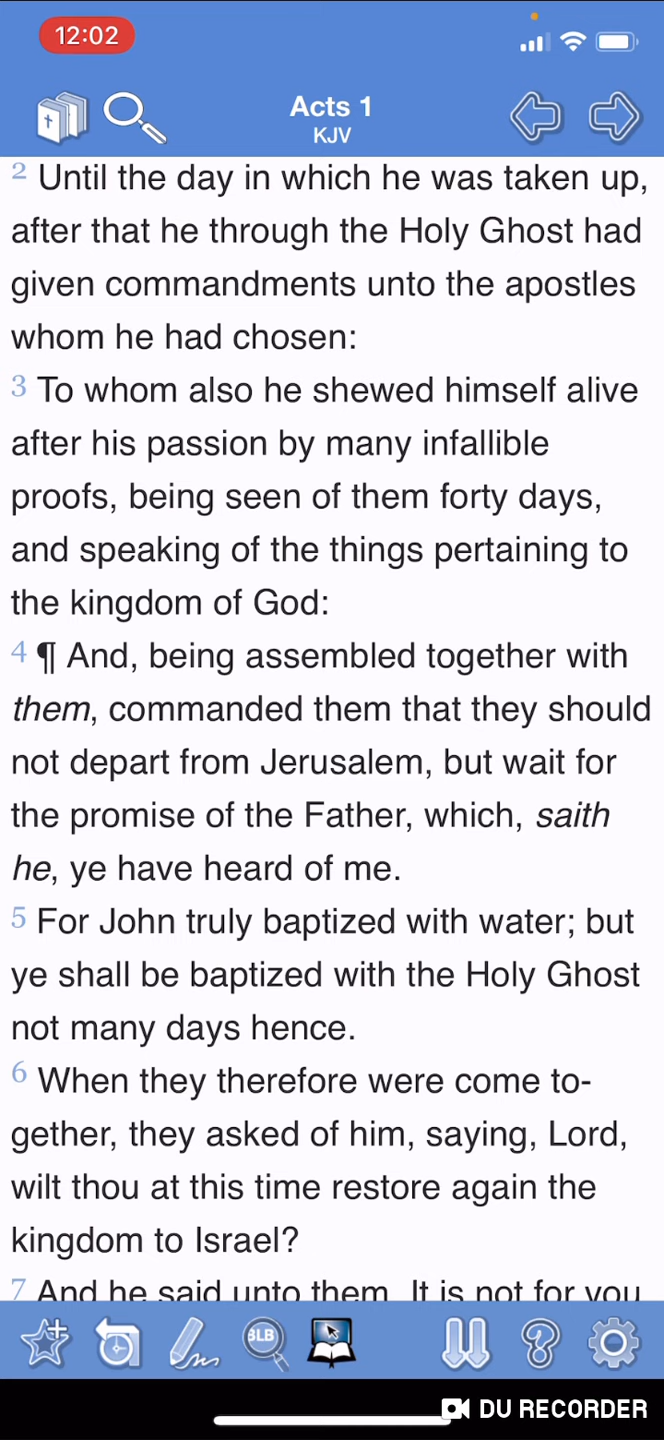 12:02
Acts 1
KJV
2 Until the day in which he was taken up,
after that he through the Holy Ghost had
given commandments unto the apostles
whom he had chosen:
3 To whom also he shewed himself alive
after his passion by many infallible
proofs, being seen of them forty days,
and speaking of the things pertaining to
the kingdom of God:
4 ¶ And, being assembled together with
them, commanded them that they should
not depart from Jerusalem, but wait for
the promise of the Father, which, saith
he, ye have heard of me.
5 For John truly baptized with water; but
ye shall be baptized with the Holy Ghost
not many days hence.
6 When they therefore were come to-
gether, they asked of him, saying, Lord,
wilt thou at this time restore again the
kingdom to Israel?
7 And he said unto them, It is not for you
BLB
DU RECORDER